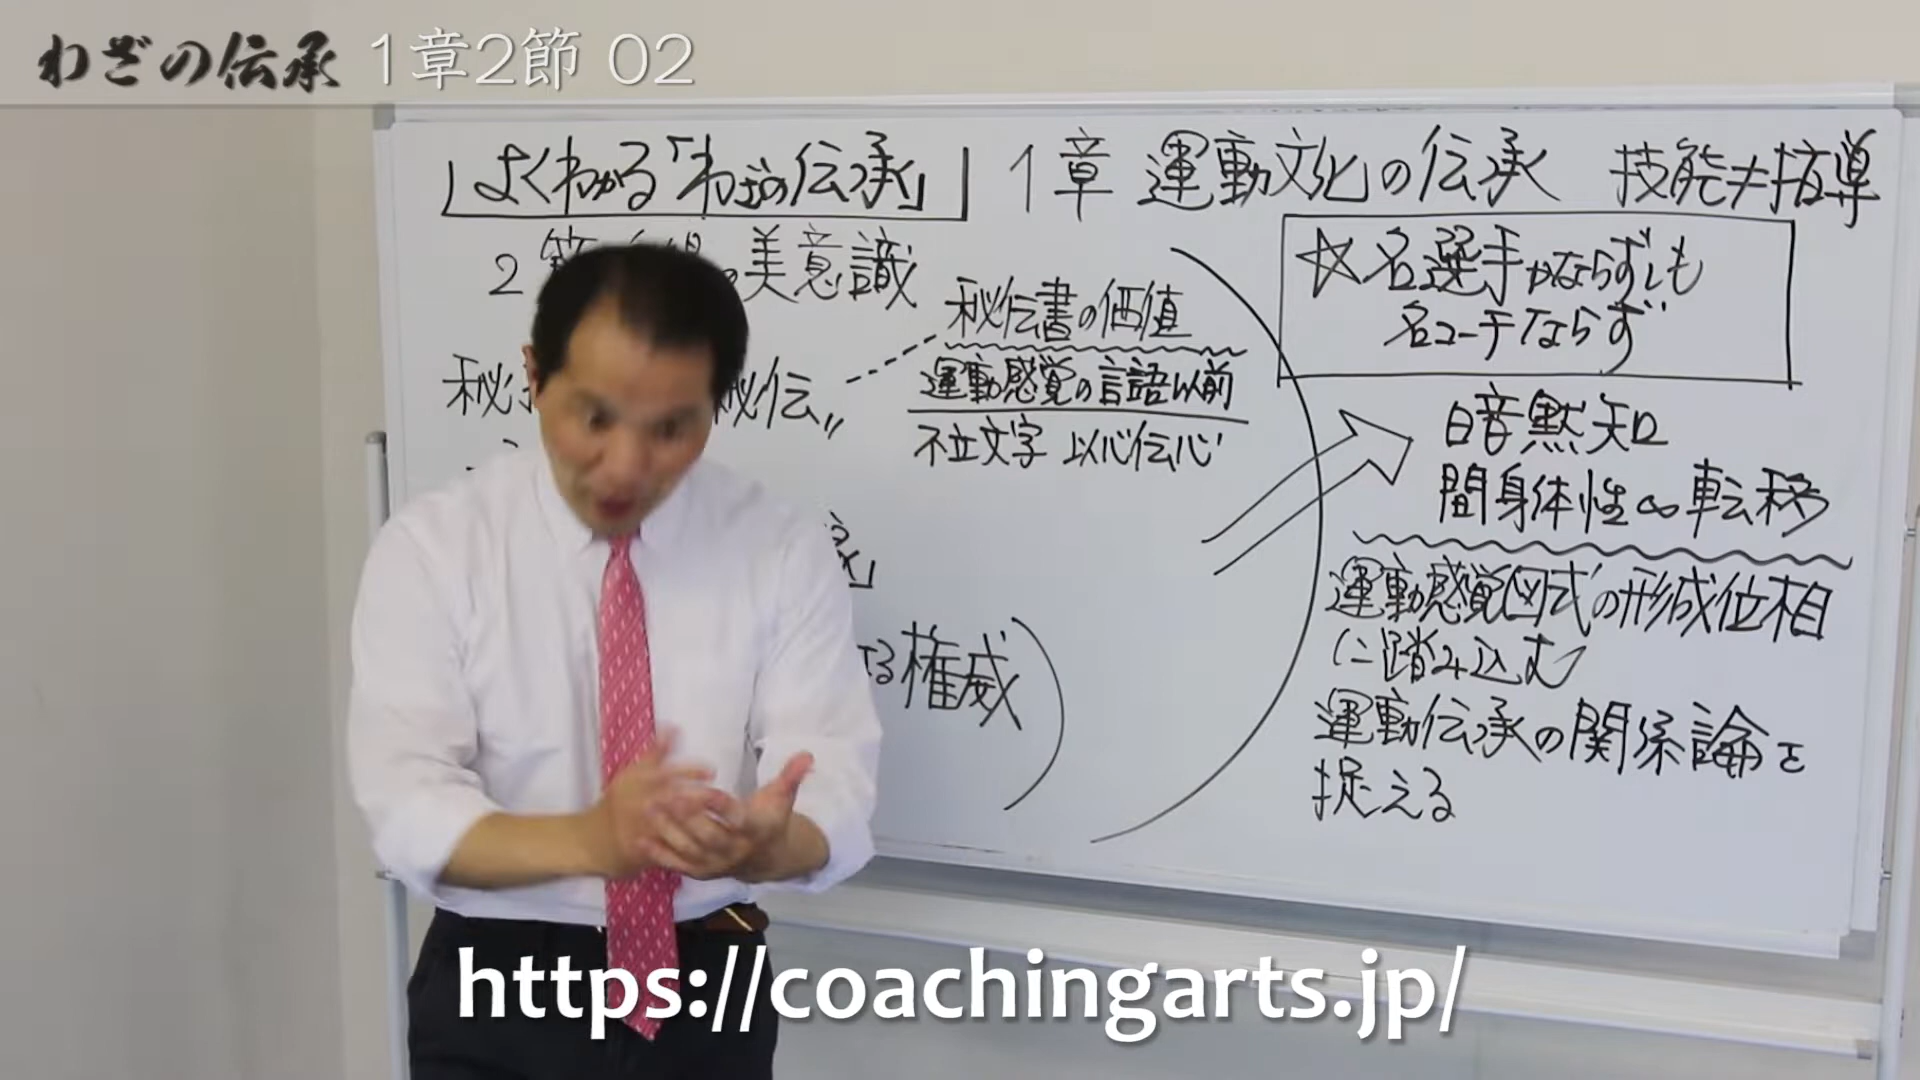 わざの伝承 1章2節 02
よくわかる「わざの伝承」 1章 運動文化の伝承 技能≠指導
2 美意識
秘伝書の価値
運動感覚の言語以前
不立文字 以心伝心
秘 秘伝〃
権威
☆名選手かならずしも
名コーチならず
暗黙知
間身体性∞転移
運動感覚図式の形成位相
に踏み込む
運動伝承の関係論を
捉える
https://coachingarts.jp/